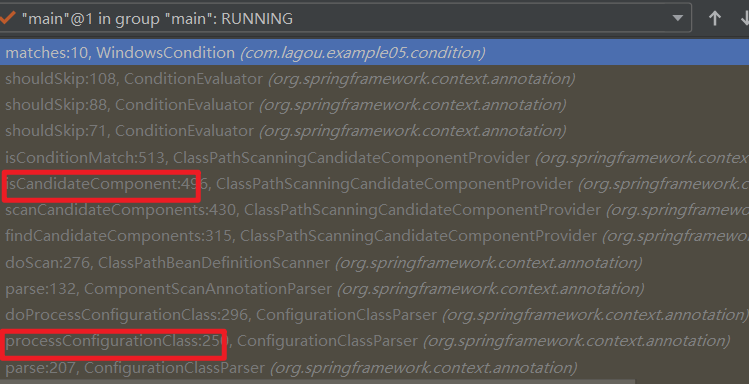 "main"@1 in group "main": RUNNING
matches:10, WindowsCondition (com.lagou.example05.condition)
shouldSkip:108, ConditionEvaluator (org.springframework.context.annotation)
shouldSkip:88, ConditionEvaluator (org.springframework.context.annotation)
shouldSkip:71, ConditionEvaluator (org.springframework.context.annotation)
isConditionMatch:513, ClassPathScanningCandidateComponentProvider (org.springframework.contex
isCandidateComponent:496, ClassPathScanningCandidateComponentProvider (org.springframework.
scanCandidateComponents:430, ClassPathScanningCandidateComponentProvider (org.springframew
findCandidateComponents:315, ClassPathScanningCandidateComponentProvider (org.springframewo
doScan:276, ClassPathBeanDefinitionScanner (org.springframework.context.annotation)
parse:132, ComponentScanAnnotationParser (org.springframework.context.annotation)
doProcessConfigurationClass:296, ConfigurationClassParser (org.springframework.context.annotation)
processConfigurationClass:250, ConfigurationClassParser (org.springframework.context.annotation)
parse:207, ConfigurationClassParser (org.springframework.context.annotation)